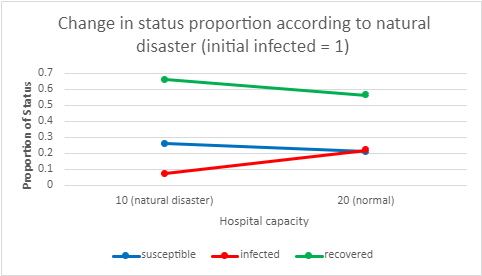 Change in status proportion according to natural
disaster (initial infected = 1)
Proportion of Status
0.7
0.6
0.5
0.4
0.3
0.2
0.1
0
10 (natural disaster)
20 (normal)
Hospital capacity
susceptible
infected
recovered